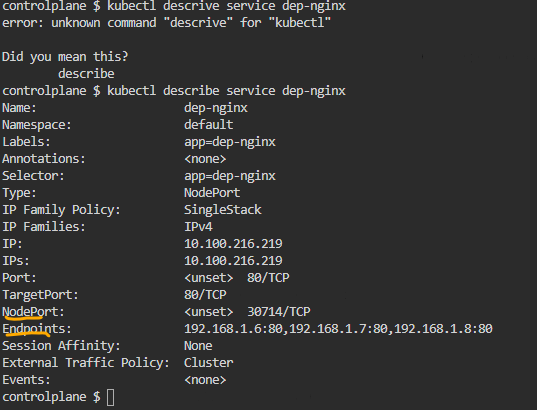 controlplane $ kubectl descrive service dep-nginx
error: unknown command "descrive" for "kubectl"
Did you mean this?
describe
controlplane $ kubectl describe service dep-nginx
Name: dep-nginx
Namespace: default
Labels: app=dep-nginx
Annotations: <none>
Selector: app=dep-nginx
Type: NodePort
IP Family Policy: SingleStack
IP Families: IPv4
IP: 10.100.216.219
IPs: 10.100.216.219
Port: <unset> 80/TCP
TargetPort: 80/TCP
NodePort: <unset> 30714/TCP
Endpoints: 192.168.1.6:80,192.168.1.7:80,192.168.1.8:80
Session Affinity: None
External Traffic Policy: Cluster
Events: <none>
controlplane $